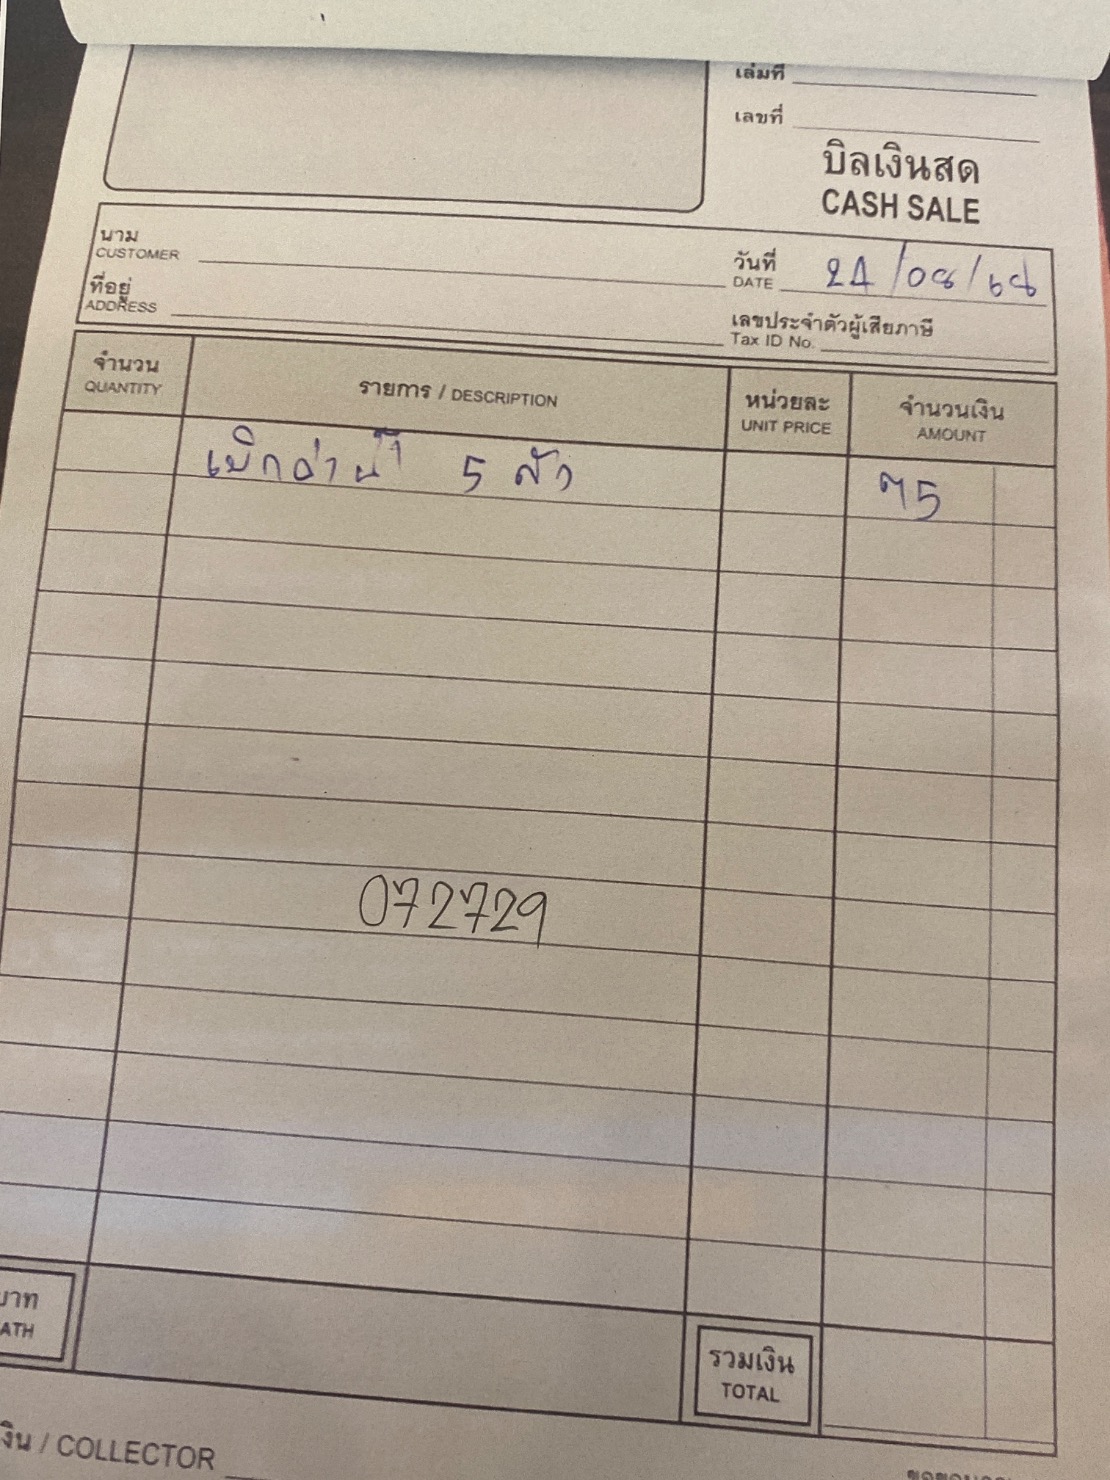 เล่มที่
เลขที่
บิลเงินสด
CASH SALE
นาม
CUSTOMER
วันที่
DATE
24/08/68
ที่อยู่
ADDRESS
เลขประจำตัวผู้เสียภาษี
Tax ID No.
จำนวน
QUANTITY
รายการ / DESCRIPTION
หน่วยละ
UNIT PRICE
จำนวนเงิน
AMOUNT
เบิกค่าน้ำ 5 ตัว 75
072729
บาท
ATH
รวมเงิน
TOTAL
งิน / COLLECTOR